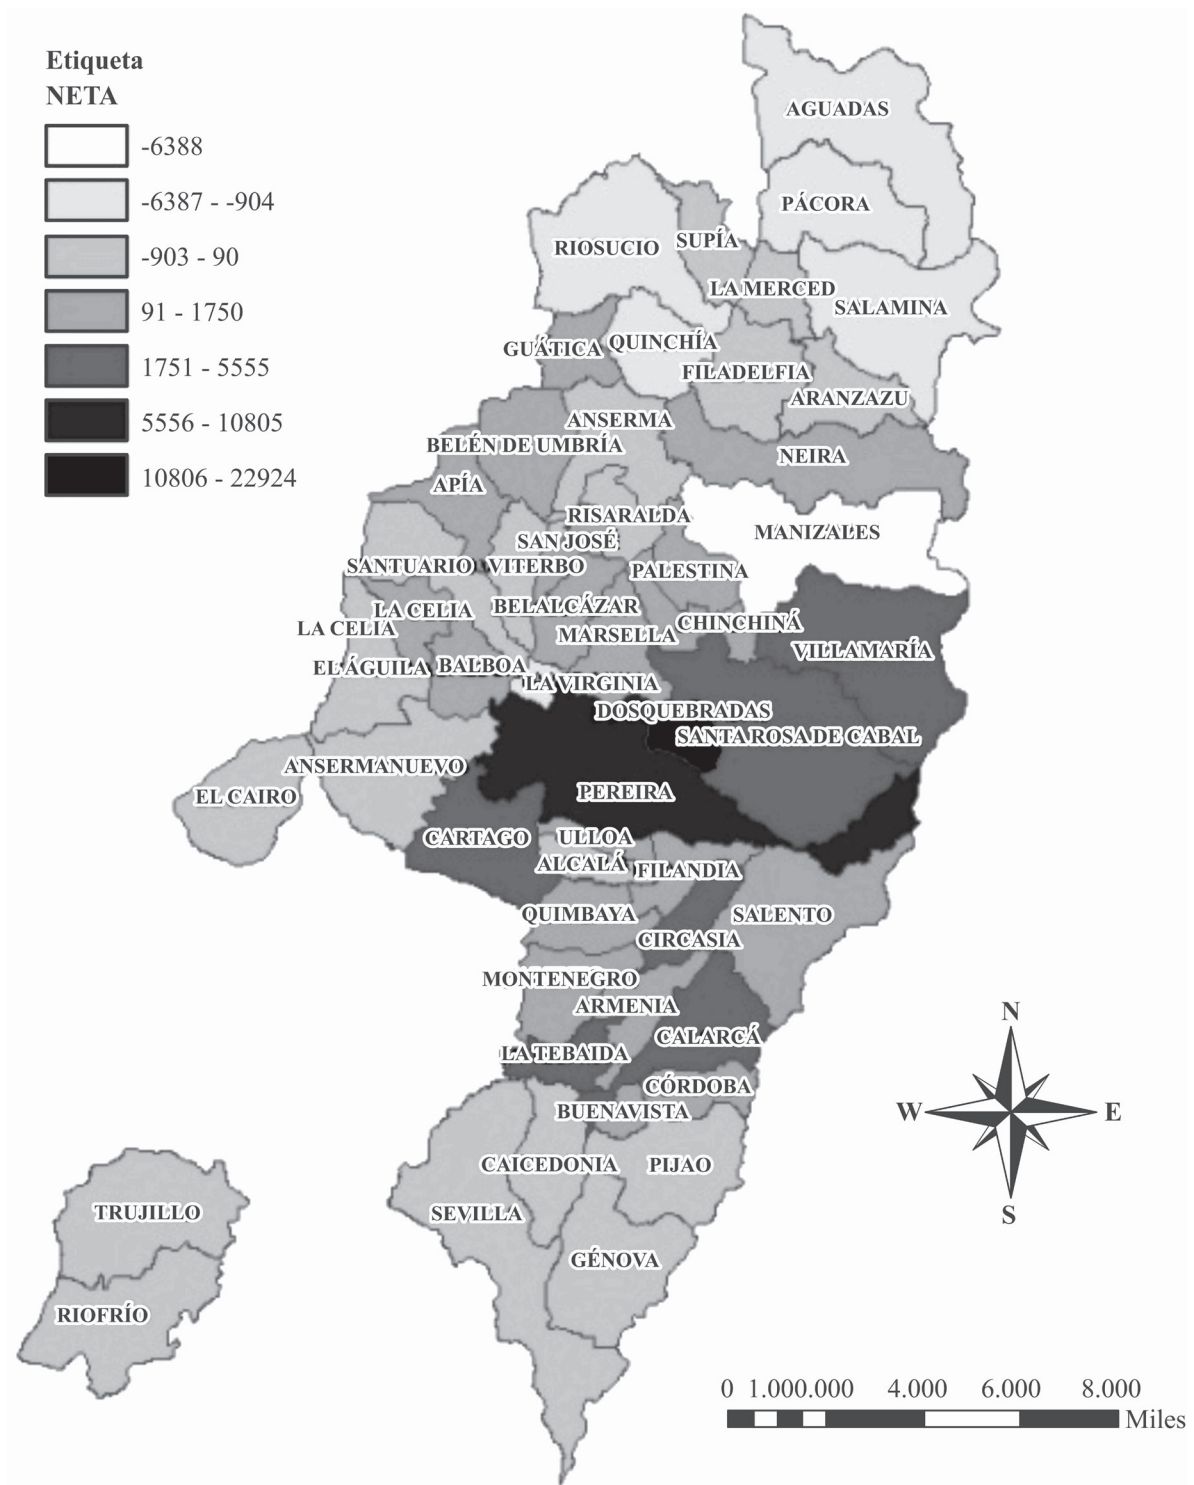 Etiqueta
NETA
-6388
-6387 - -904
-903 - 90
91 - 1750
1751 - 5555
5556 - 10805
10806 - 22924
AGUADAS
PÁCORA
SUPÍA
RIOSUCIO
LA MERCED
SALAMINA
QUINCHÍA
GUÁTICA
FILADELFIA
ARANZAZU
ANSERMA
BELÉN DE UMBRÍA
NEIRA
APÍA
RISARALDA
MANIZALES
SAN JOSÉ
SANTUARIO
VITERBO
PALESTINA
LA CELIA
BELALCÁZAR
LA CELIA
MARSELLA
CHINCHINÁ
VILLAMARÍA
EL ÁGUILA
BALBOA
LA VIRGINIA
DOSQUEBRADAS
SANTA ROSA DE CABAL
ANSERMANUEVO
EL CAIRO
PEREIRA
CARTAGO
ULLOA
ALCALÁ
FILANDIA
QUIMBAYA
SALENTO
CIRCASIA
MONTENEGRO
ARMENIA
CALARCÁ
LA TEBAIDA
CÓRDOBA
BUENAVISTA
CAICEDONIA
PIJAO
SEVILLA
GÉNOVA
TRUJILLO
RIOFRÍO
N
W
E
S
0 1.000.000 4.000 6.000 8.000
Miles